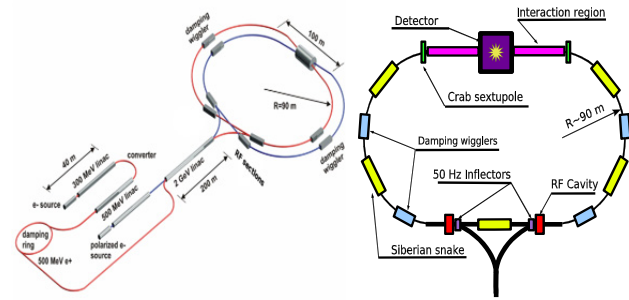 damping
wiggler
100 m
R=90 m
damping
wiggler
RF sections
200 m
2 GeV linac
converter
40 m
300 MeV linac
500 MeV linac
e- source
polarized e-
source
damping
ring
500 MeV e+
Detector
Interaction region
Crab sextupole
R~90 m
Damping wigglers
50 Hz Inflectors
RF Cavity
Siberian snake